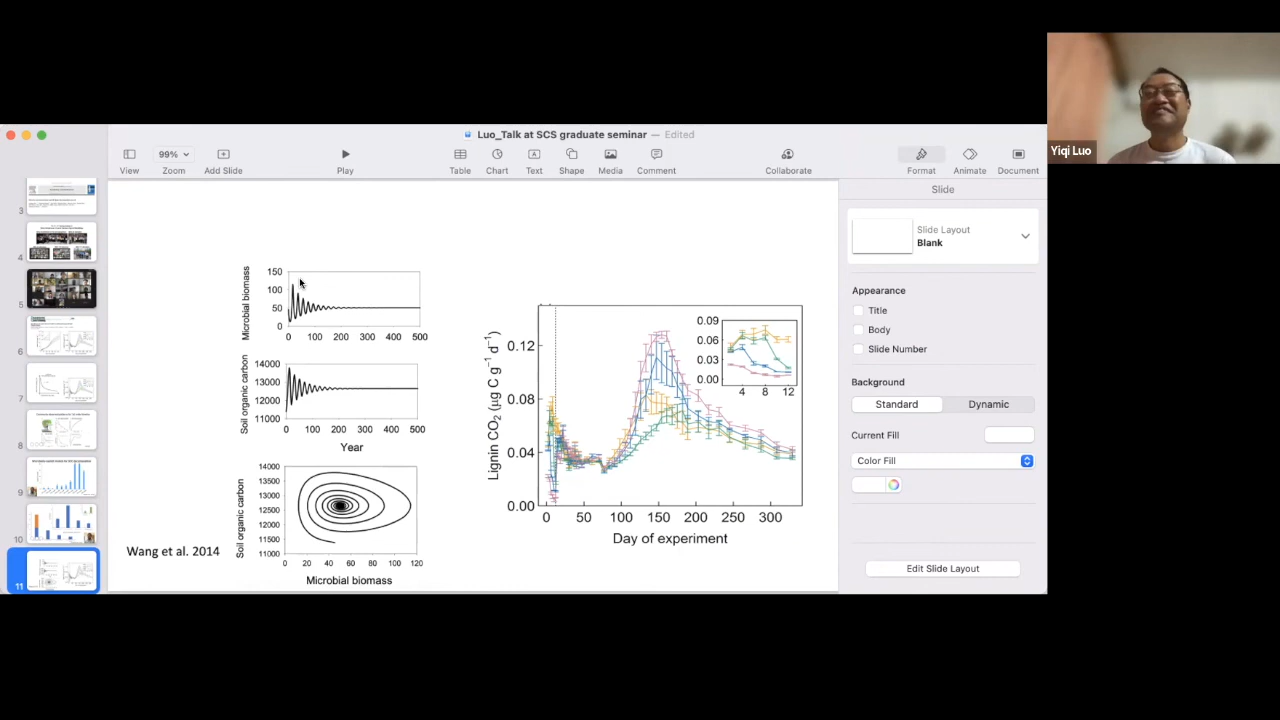 Yiqi Luo
Luo_Talk at SCS graduate seminar — Edited
99%
View
Zoom
Add Slide
Play
Table
Chart
Text
Shape
Media
Comment
Collaborate
Format
Animate
Document
3
4
5
6
7
8
9
10
11
Microbial biomass
150
100
50
0
0 100 200 300 400 500
Soil organic carbon
14000
13000
12000
11000
0 100 200 300 400 500
Year
Soil organic carbon
14000
13500
13000
12500
12000
11500
11000
0 20 40 60 80 100 120
Microbial biomass
Wang et al. 2014
Lignin CO₂ (µg C g⁻¹ d⁻¹)
0.12
0.08
0.04
0.00
0 50 100 150 200 250 300
Day of experiment
0.09
0.06
0.03
0.00
4 8 12
Slide
Slide Layout
Blank
Appearance
Title
Body
Slide Number
Background
Standard
Dynamic
Current Fill
Color Fill
Edit Slide Layout